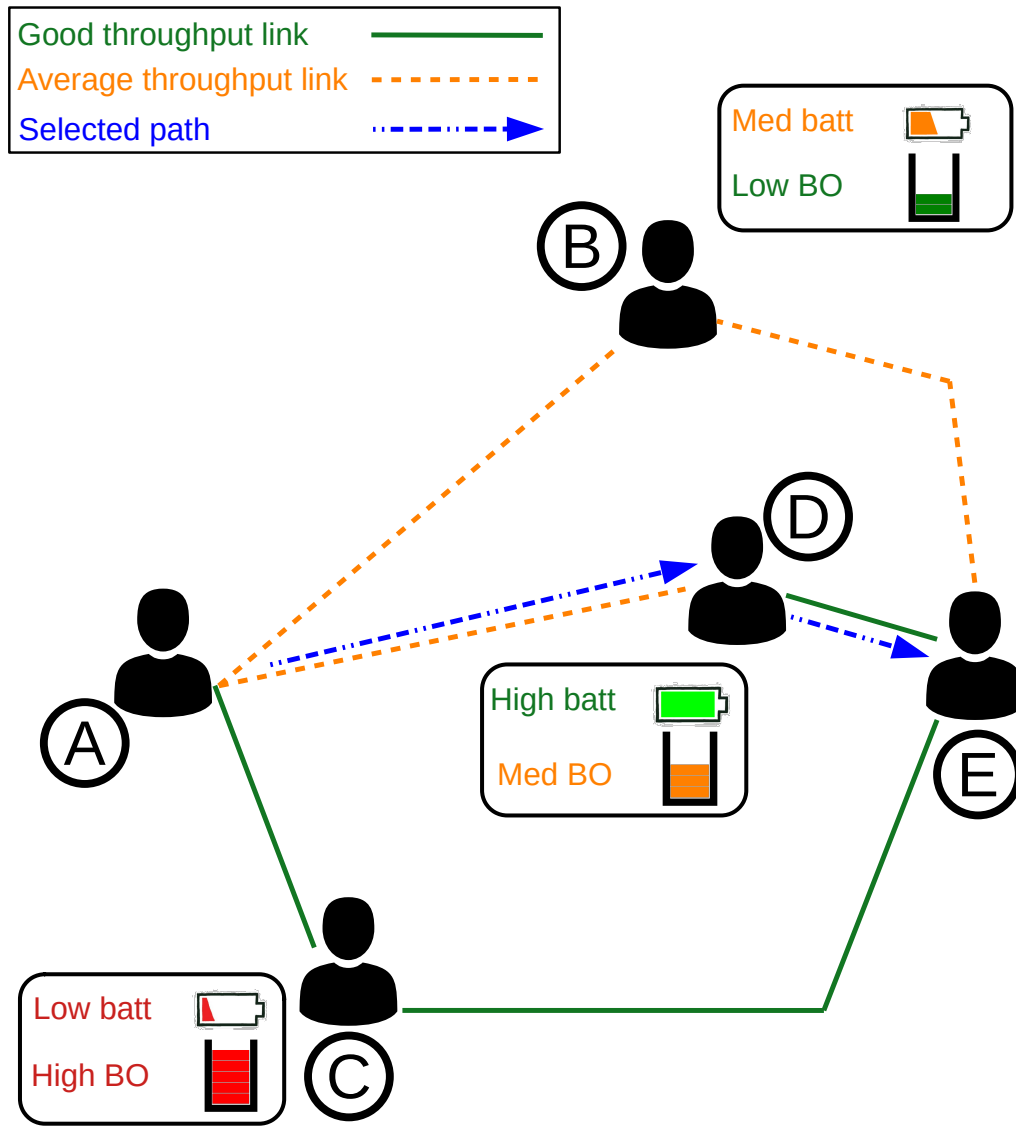 Good throughput link
Average throughput link
Selected path
Med batt
Low BO
B
D
A
High batt
Med BO
E
Low batt
High BO
C